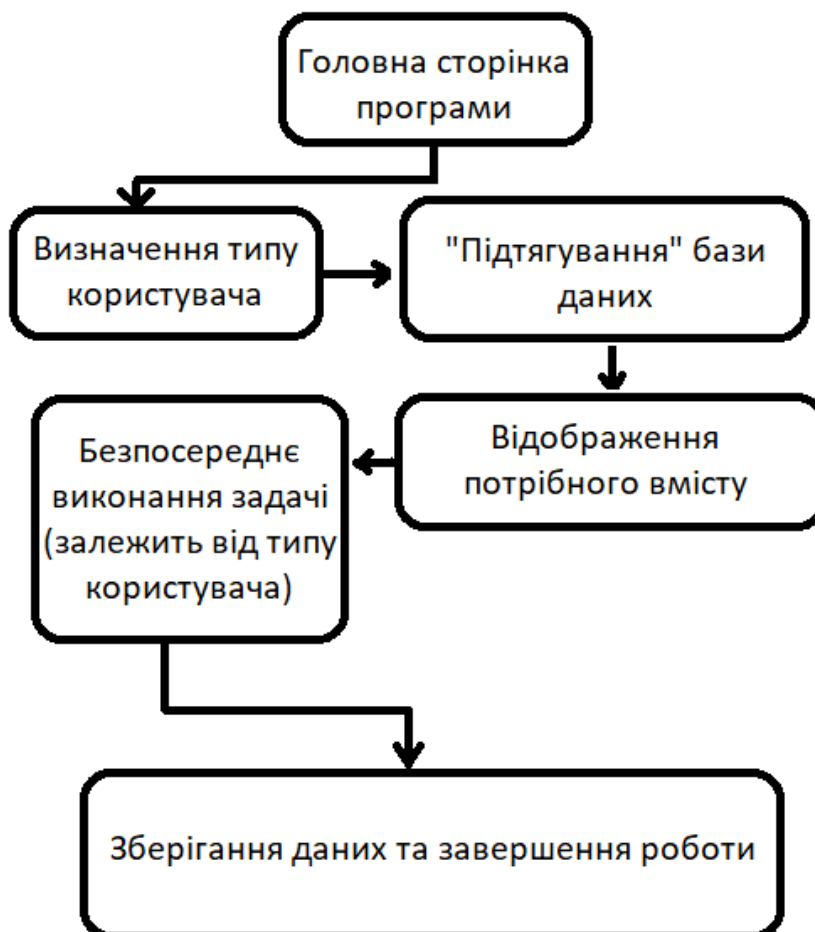 Головна сторінка
програми
Визначення типу
користувача
"Підтягування" бази
даних
Відображення
потрібного вмісту
Безпосереднє
виконання задачі
(залежить від типу
користувача)
Зберігання даних та завершення роботи